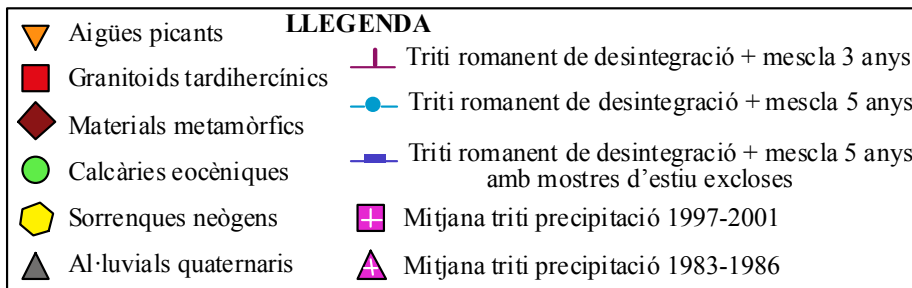 LLEGENDA
Aigües picants
Granitoids tardihercínics
Materials metamòrfics
Calcàries eocèniques
Sorrenques neògens
Al·luvials quaternaris
Triti romanent de desintegració + mescla 3 anys
Triti romanent de desintegració + mescla 5 anys
Triti romanent de desintegració + mescla 5 anys
amb mostres d'estiu excloses
Mitjana triti precipitació 1997-2001
Mitjana triti precipitació 1983-1986